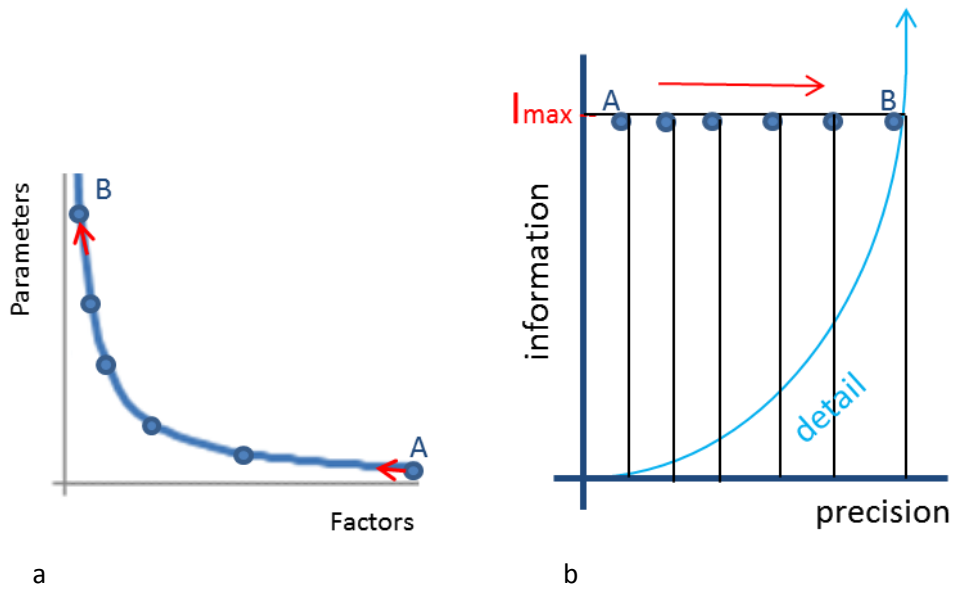 B
Parameters
A
Factors
a
Imax
A
B
information
detail
precision
b